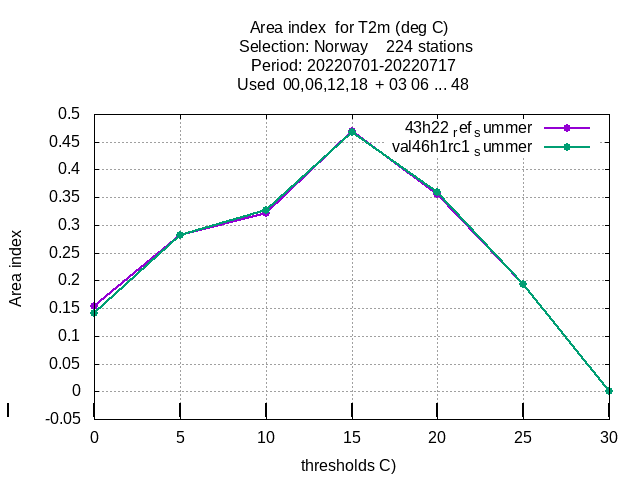 Area index  for T2m (deg C)
Selection: Norway    224 stations
Period: 20220701-20220717
Used  00,06,12,18  + 03 06 ... 48
0.5
0.45
0.4
0.35
0.3
0.25
0.2
0.15
0.1
0.05
0
-0.05
Area index
43h22 ref s ummer
val46h1rc1 s ummer
0 5 10 15 20 25 30
thresholds C)